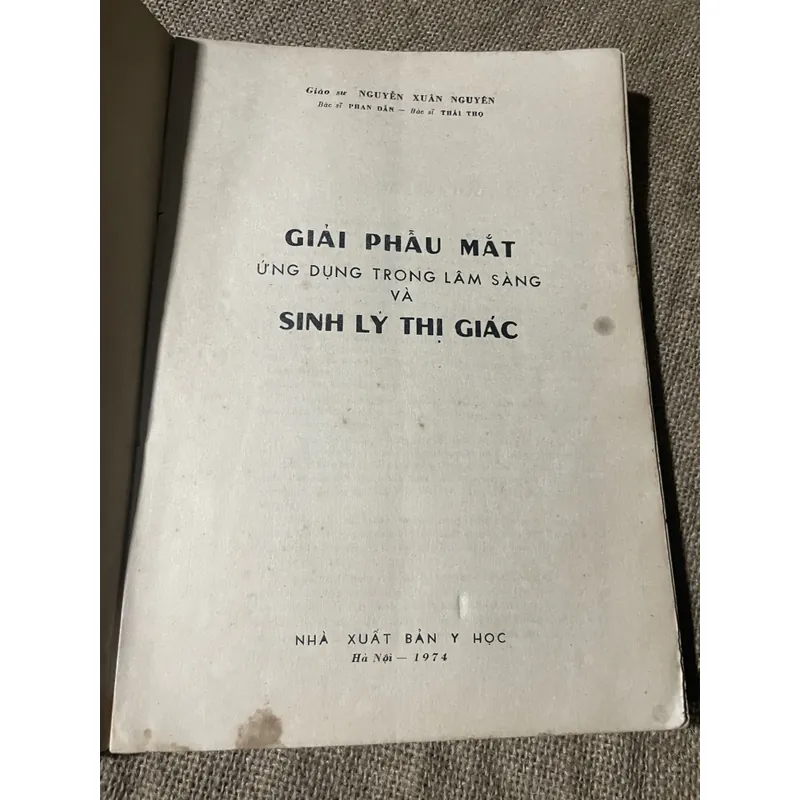 Giáo sư NGUYỄN XUÂN NGUYÊN
Bác sĩ PHAN DẪN — Bác sĩ THÁI THỌ
GIẢI PHẪU MẮT
ỨNG DỤNG TRONG LÂM SÀNG
VÀ
SINH LÝ THỊ GIÁC
NHÀ XUẤT BẢN Y HỌC
Hà Nội — 1974